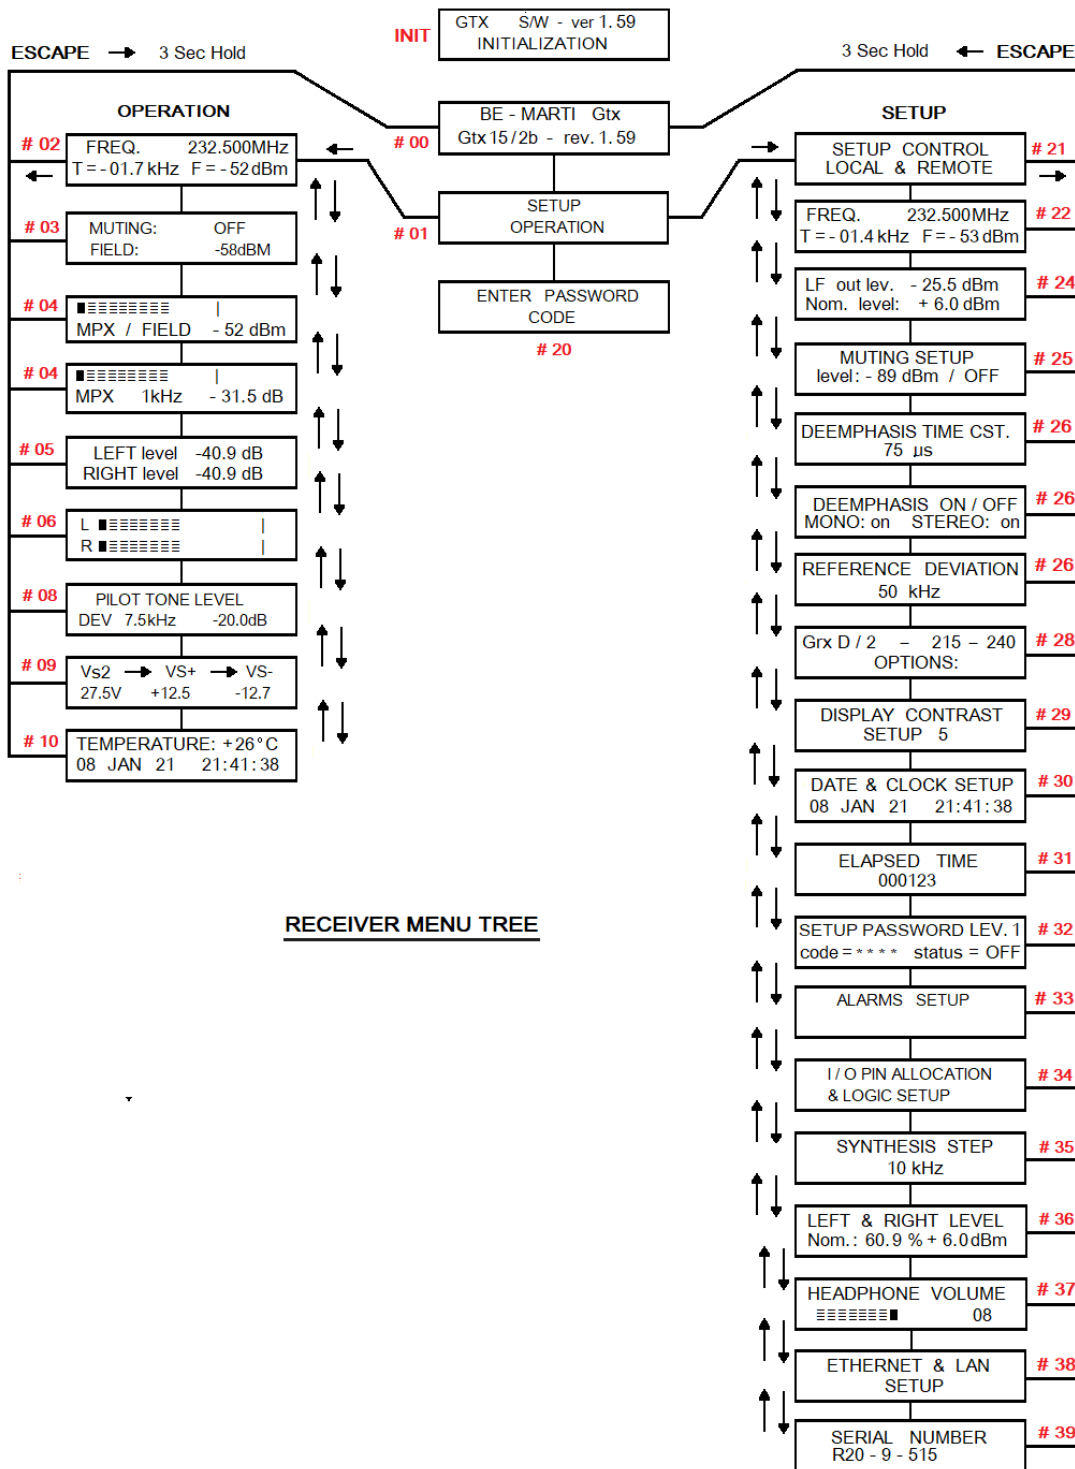 GTX S/W - ver 1.59
INIT
INITIALIZATION
ESCAPE 3 Sec Hold
3 Sec Hold ESCAPE
OPERATION
# 02
FREQ. 232.500MHz
T=-01.7 kHz F=-52dBm
# 03
MUTING: OFF
FIELD: -58dBM
# 04
MPX / FIELD - 52 dBm
# 04
MPX 1kHz - 31.5 dB
# 05
LEFT level -40.9 dB
RIGHT level -40.9 dB
# 06
L
R
# 08
PILOT TONE LEVEL
DEV 7.5kHz -20.0dB
# 09
Vs2 VS+ VS-
27.5V +12.5 -12.7
# 10
TEMPERATURE: +26°C
08 JAN 21 21:41:38
BE - MARTI Gtx
# 00
Gtx15/2b - rev. 1.59
SETUP
# 01
OPERATION
ENTER PASSWORD
CODE
# 20
RECEIVER MENU TREE
SETUP
SETUP CONTROL # 21
LOCAL & REMOTE
FREQ. 232.500MHz # 22
T=-01.4 kHz F=-53 dBm
LF out lev. - 25.5 dBm # 24
Nom. level: + 6.0 dBm
MUTING SETUP # 25
level: - 89 dBm / OFF
DEEMPHASIS TIME CST. # 26
75 µs
DEEMPHASIS ON / OFF # 26
MONO: on STEREO: on
REFERENCE DEVIATION # 26
50 kHz
Grx D / 2 – 215 – 240 # 28
OPTIONS:
DISPLAY CONTRAST # 29
SETUP 5
DATE & CLOCK SETUP # 30
08 JAN 21 21:41:38
ELAPSED TIME # 31
000123
SETUP PASSWORD LEV. 1 # 32
code = * * * * status = OFF
ALARMS SETUP # 33
I / O PIN ALLOCATION # 34
& LOGIC SETUP
SYNTHESIS STEP # 35
10 kHz
LEFT & RIGHT LEVEL # 36
Nom.: 60.9 % + 6.0dBm
HEADPHONE VOLUME # 37
08
ETHERNET & LAN # 38
SETUP
SERIAL NUMBER # 39
R20 - 9 - 515